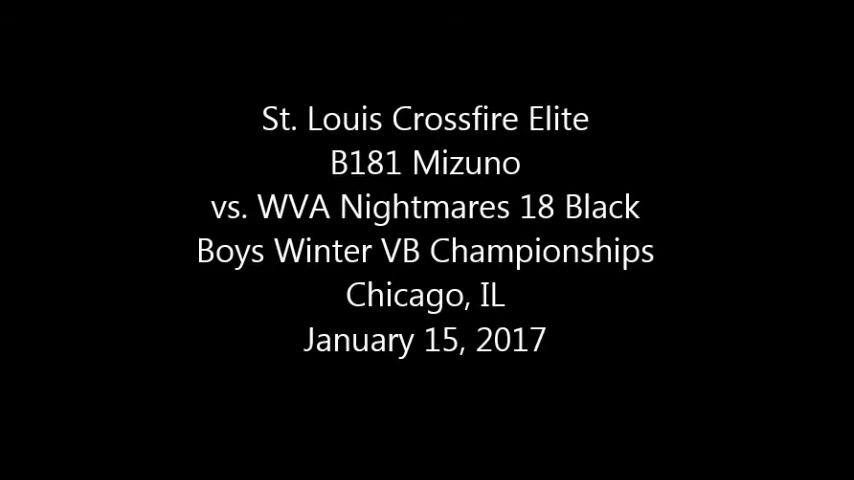 St. Louis Crossfire Elite
B181 Mizuno
vs. WVA Nightmares 18 Black
Boys Winter VB Championships
Chicago, IL
January 15, 2017